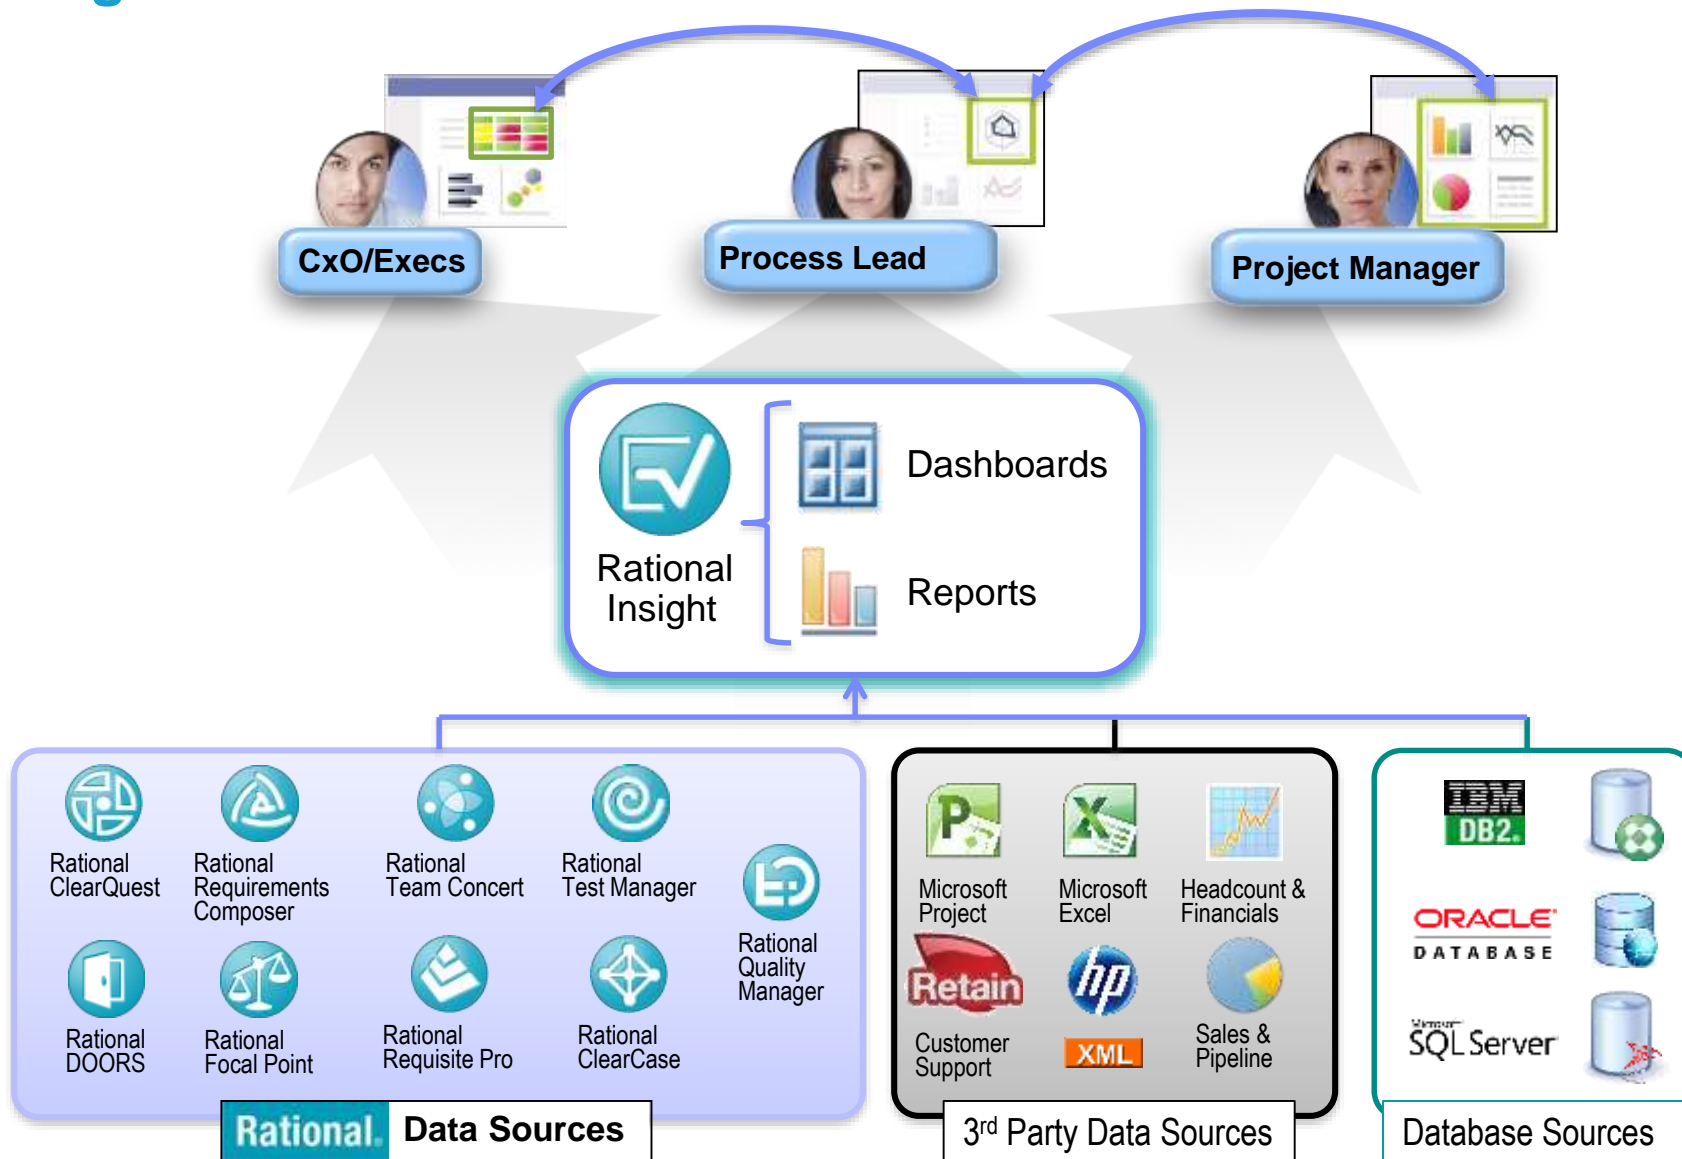 CxO/Execs
Process Lead
Project Manager
Dashboards
Rational
Insight
Reports
Rational
ClearQuest
Rational
Requirements
Composer
Rational
Team Concert
Rational
Test Manager
Rational
Quality
Manager
Rational
DOORS
Rational
Focal Point
Rational
Requisite Pro
Rational
ClearCase
Rational. Data Sources
P
Microsoft
Project
X
Microsoft
Excel
Headcount &
Financials
Retain
Customer
Support
hp
XML
Sales &
Pipeline
3rd Party Data Sources
IBM
DB2.
ORACLE
DATABASE
Microsoft
SQL Server
Database Sources